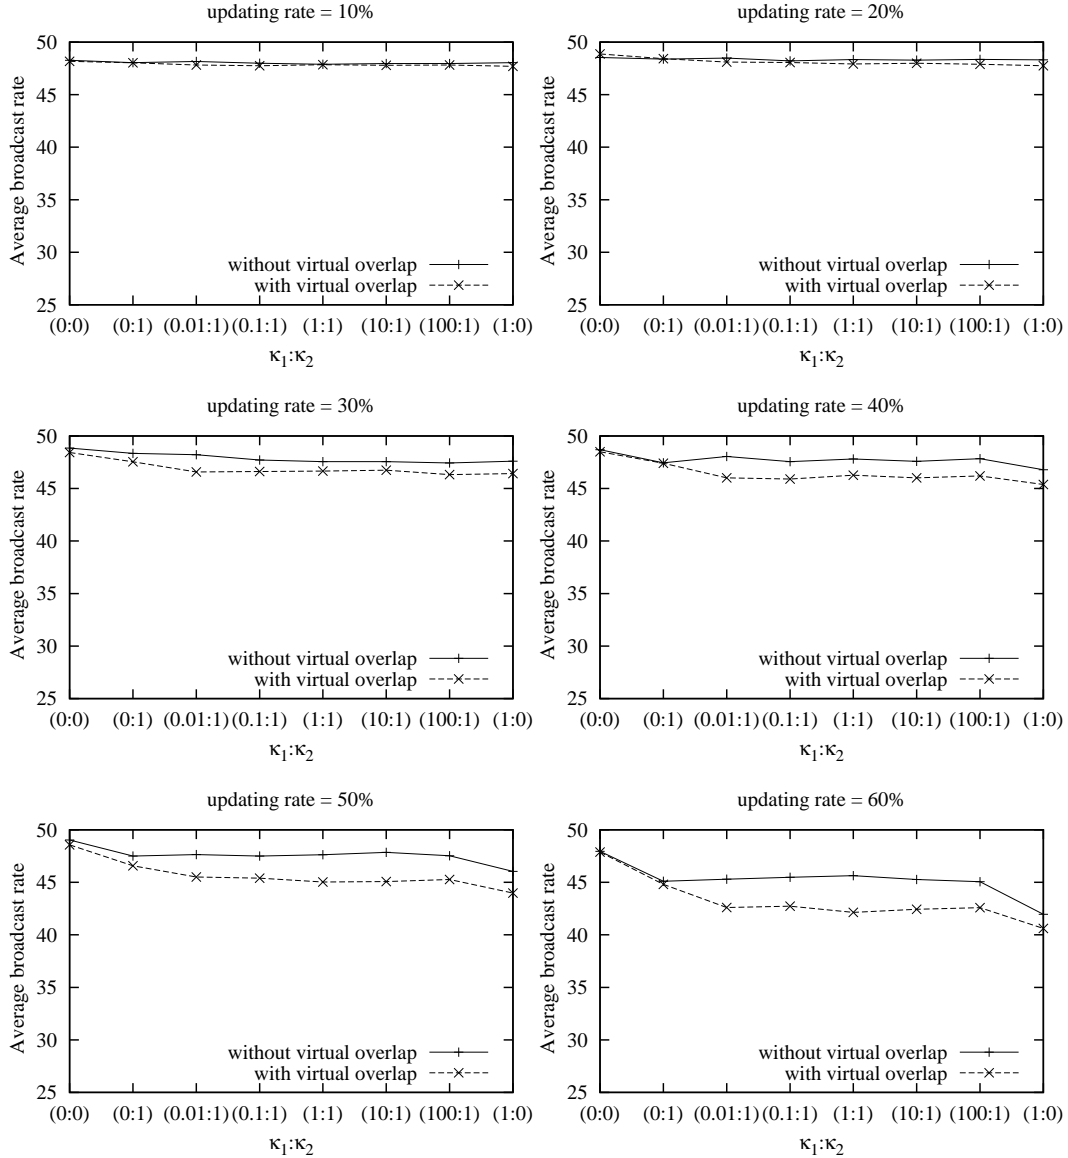 updating rate = 10%
Average broadcast rate
50
45
40
35
30
25
without virtual overlap
with virtual overlap
(0:0) (0:1) (0.01:1) (0.1:1) (1:1) (10:1) (100:1) (1:0)
κ1:κ2
updating rate = 20%
Average broadcast rate
50
45
40
35
30
25
without virtual overlap
with virtual overlap
(0:0) (0:1) (0.01:1) (0.1:1) (1:1) (10:1) (100:1) (1:0)
κ1:κ2
updating rate = 30%
Average broadcast rate
50
45
40
35
30
25
without virtual overlap
with virtual overlap
(0:0) (0:1) (0.01:1) (0.1:1) (1:1) (10:1) (100:1) (1:0)
κ1:κ2
updating rate = 40%
Average broadcast rate
50
45
40
35
30
25
without virtual overlap
with virtual overlap
(0:0) (0:1) (0.01:1) (0.1:1) (1:1) (10:1) (100:1) (1:0)
κ1:κ2
updating rate = 50%
Average broadcast rate
50
45
40
35
30
25
without virtual overlap
with virtual overlap
(0:0) (0:1) (0.01:1) (0.1:1) (1:1) (10:1) (100:1) (1:0)
κ1:κ2
updating rate = 60%
Average broadcast rate
50
45
40
35
30
25
without virtual overlap
with virtual overlap
(0:0) (0:1) (0.01:1) (0.1:1) (1:1) (10:1) (100:1) (1:0)
κ1:κ2